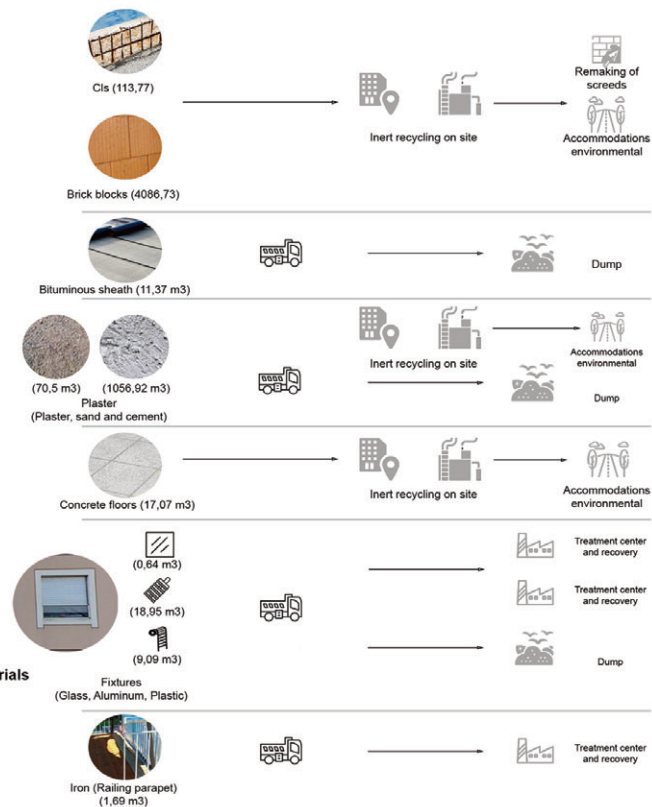 Cls (113,77)
Inert recycling on site
Remaking of
screeds
Accommodations
environmental
Brick blocks (4086,73)
Bituminous sheath (11,37 m3)
Dump
(70,5 m3) (1056,92 m3)
Plaster
(Plaster, sand and cement)
Inert recycling on site
Accommodations
environmental
Dump
Concrete floors (17,07 m3)
Inert recycling on site
Accommodations
environmental
(0,64 m3)
(18,95 m3)
(9,09 m3)
rials
Fixtures
(Glass, Aluminum, Plastic)
Treatment center
and recovery
Treatment center
and recovery
Dump
Iron (Railing parapet)
(1,69 m3)
Treatment center
and recovery